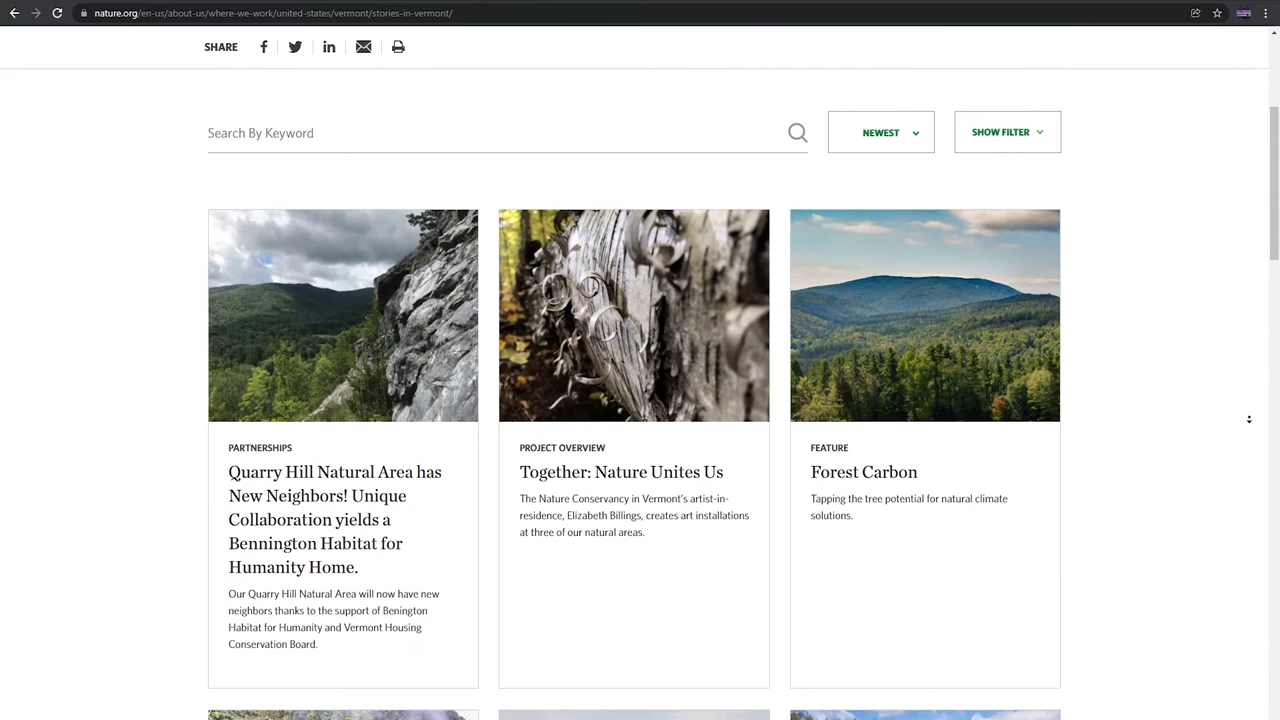 nature.org/en-us/about-us/where-we-work/united-states/vermont/stories-in-vermont/
SHARE
Search By Keyword
NEWEST
SHOW FILTER
PARTNERSHIPS
Quarry Hill Natural Area has
New Neighbors! Unique
Collaboration yields a
Bennington Habitat for
Humanity Home.
Our Quarry Hill Natural Area will now have new
neighbors thanks to the support of Benington
Habitat for Humanity and Vermont Housing
Conservation Board.
PROJECT OVERVIEW
Together: Nature Unites Us
The Nature Conservancy in Vermont's artist-in-
residence, Elizabeth Billings, creates art installations
at three of our natural areas.
FEATURE
Forest Carbon
Tapping the tree potential for natural climate
solutions.